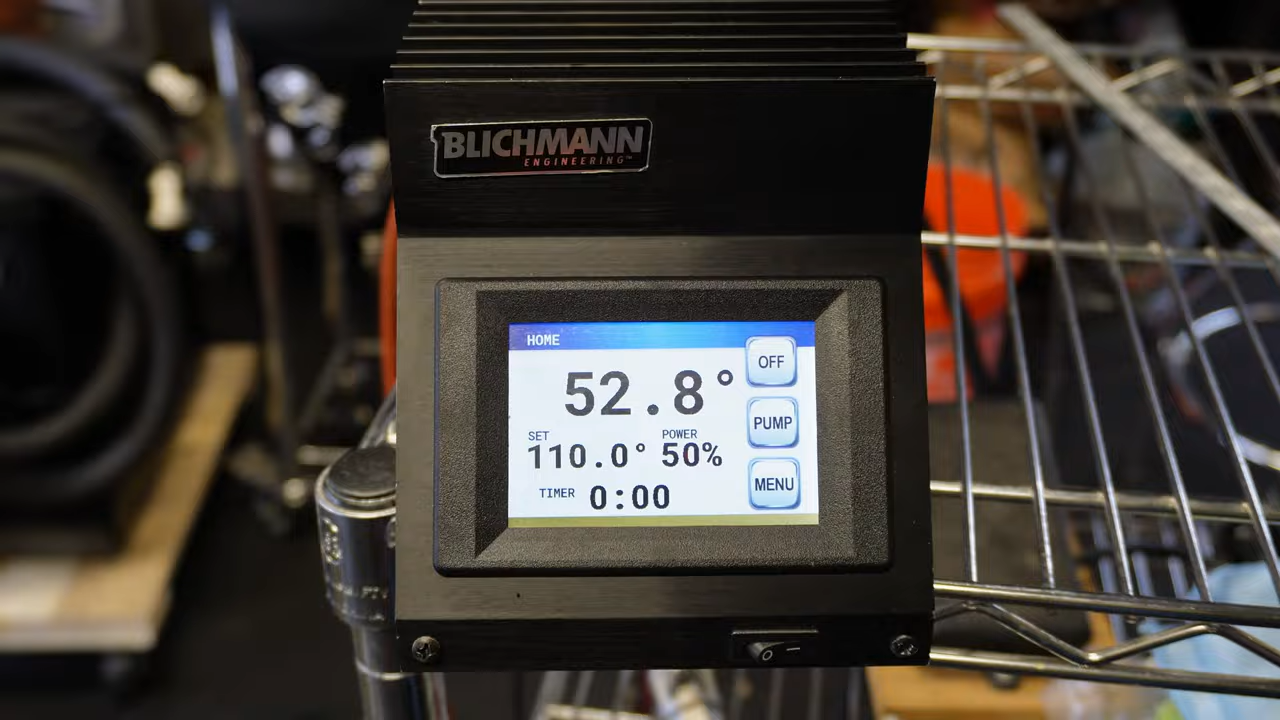 BLICHMANN
ENGINEERING™
HOME
OFF
52.8°
PUMP
SET POWER
110.0° 50%
MENU
TIMER 0:00